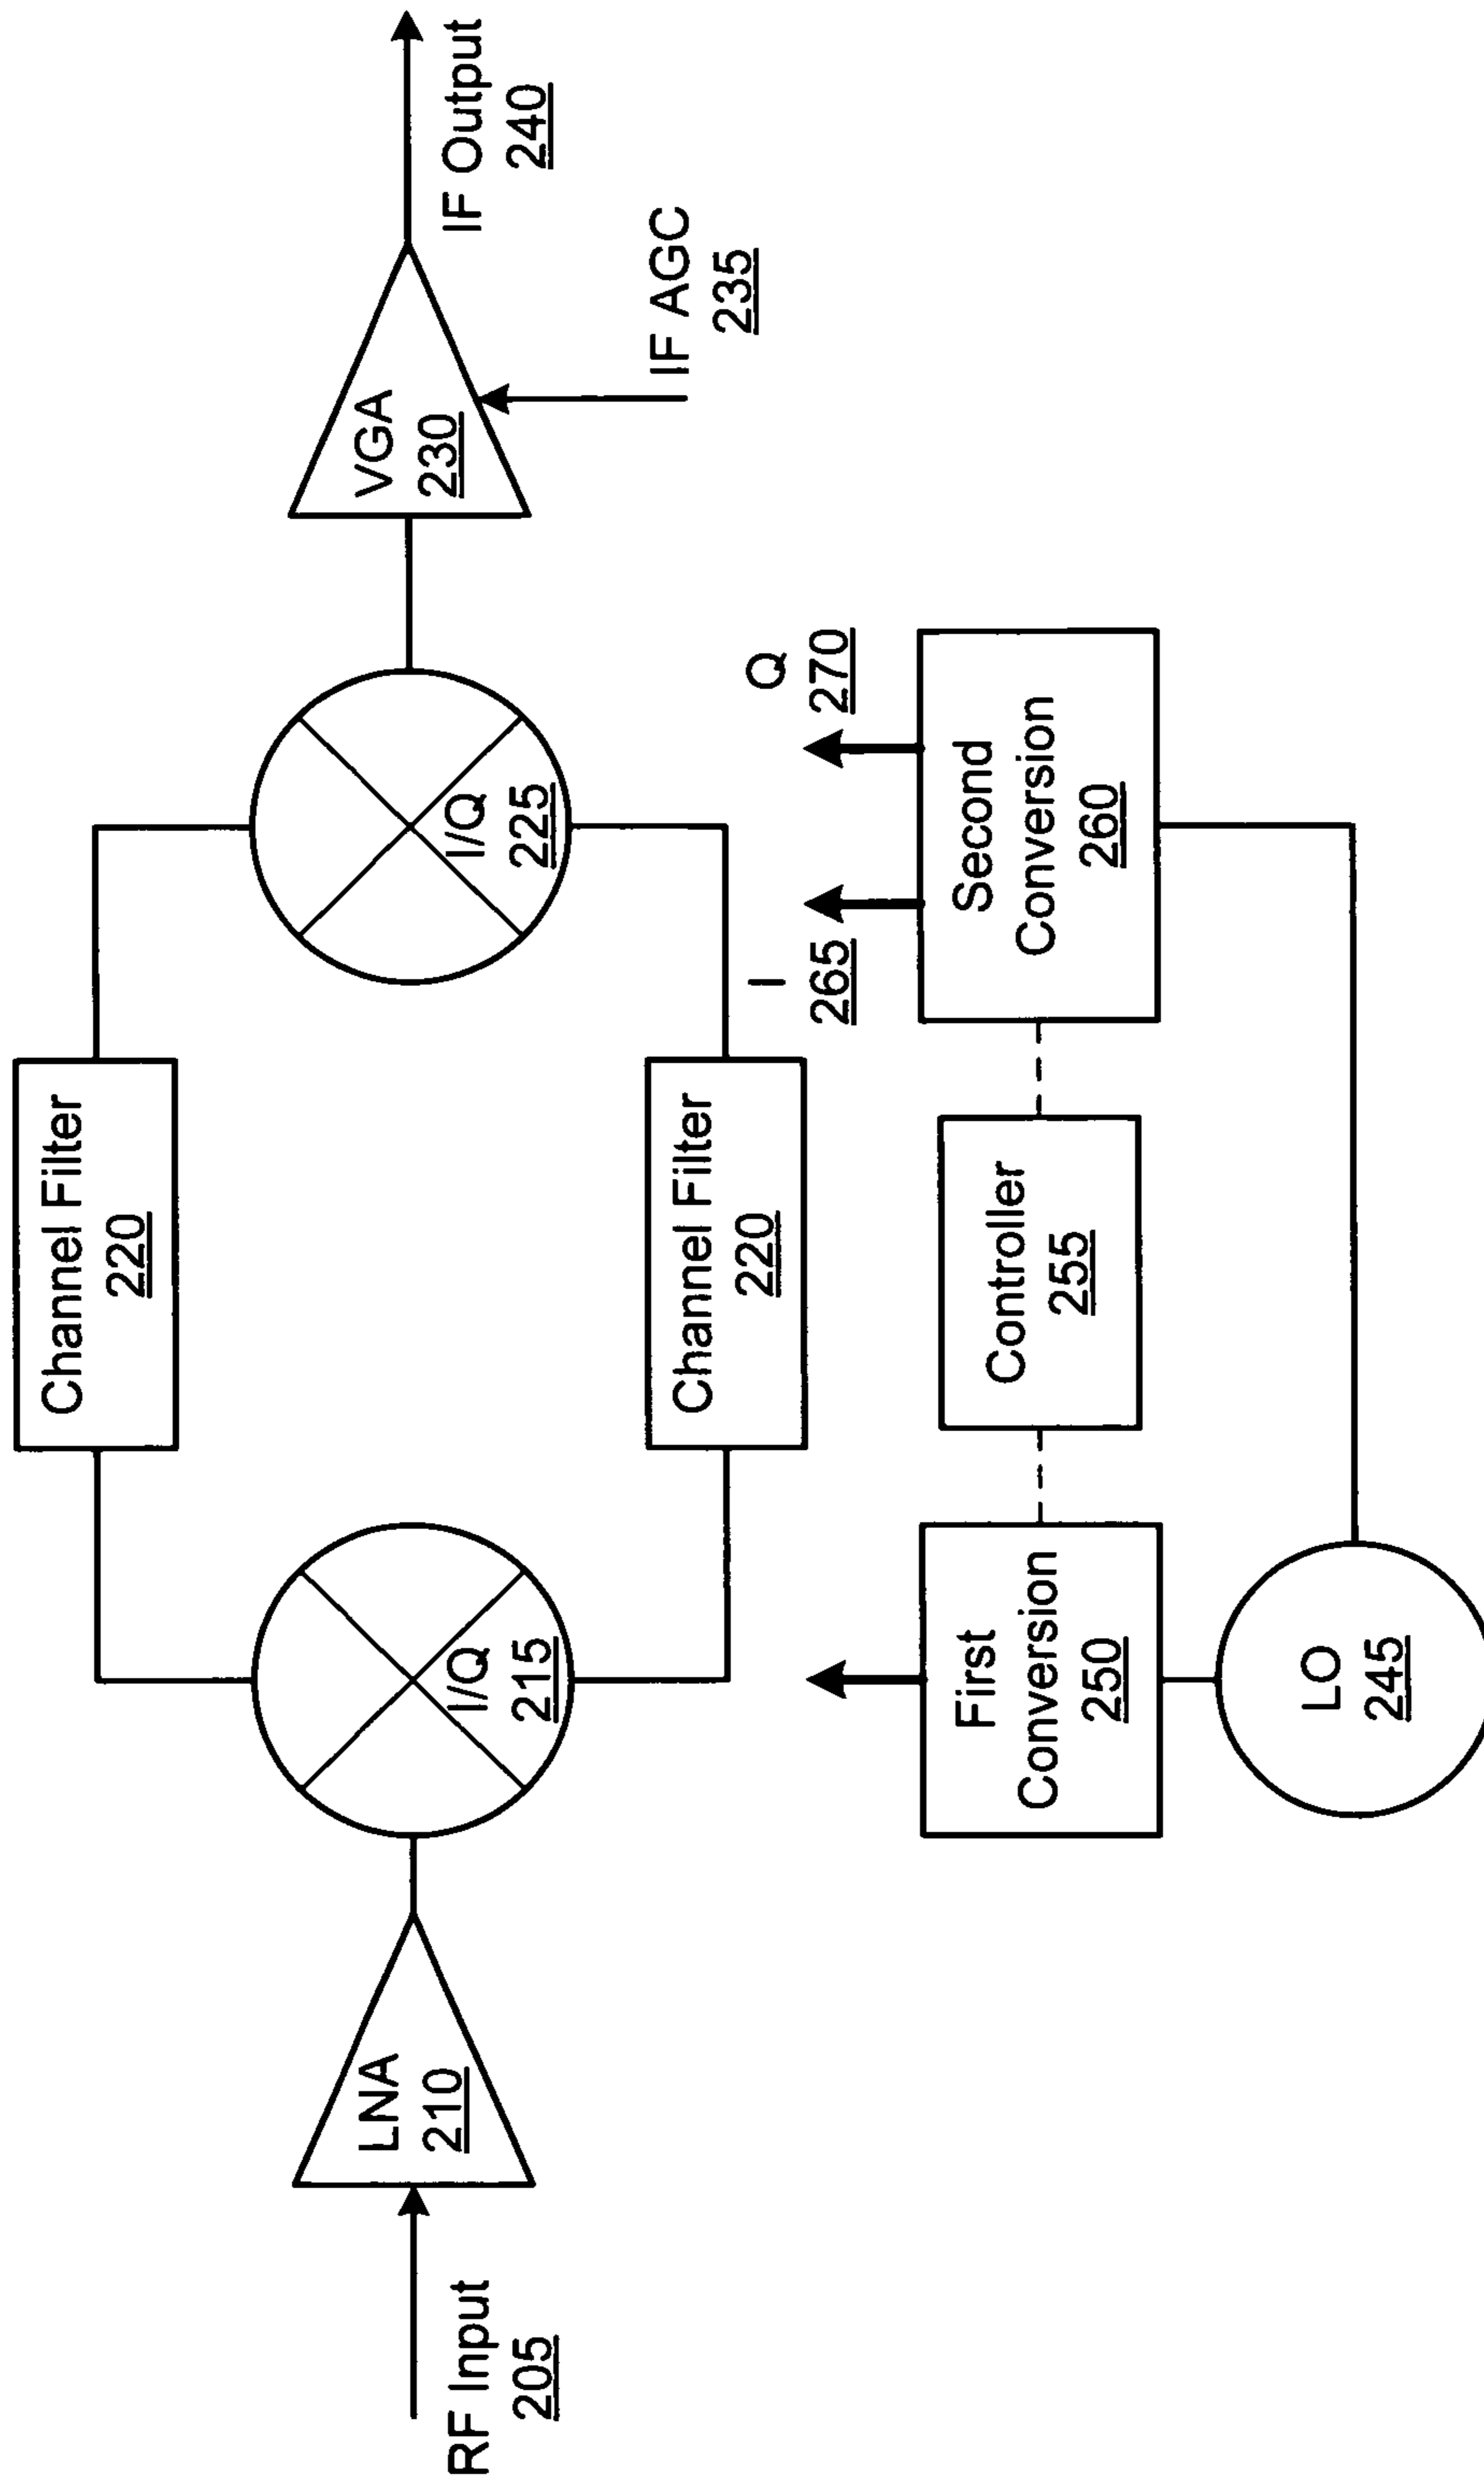 Channel Filter
220
RF Input
205
LNA
210
I/Q
215
I/Q
225
VGA
230
IF Output
240
IF AGC
235
Channel Filter
220
I
265
Q
270
First
Conversion
250
Controller
255
Second
Conversion
260
LO
245